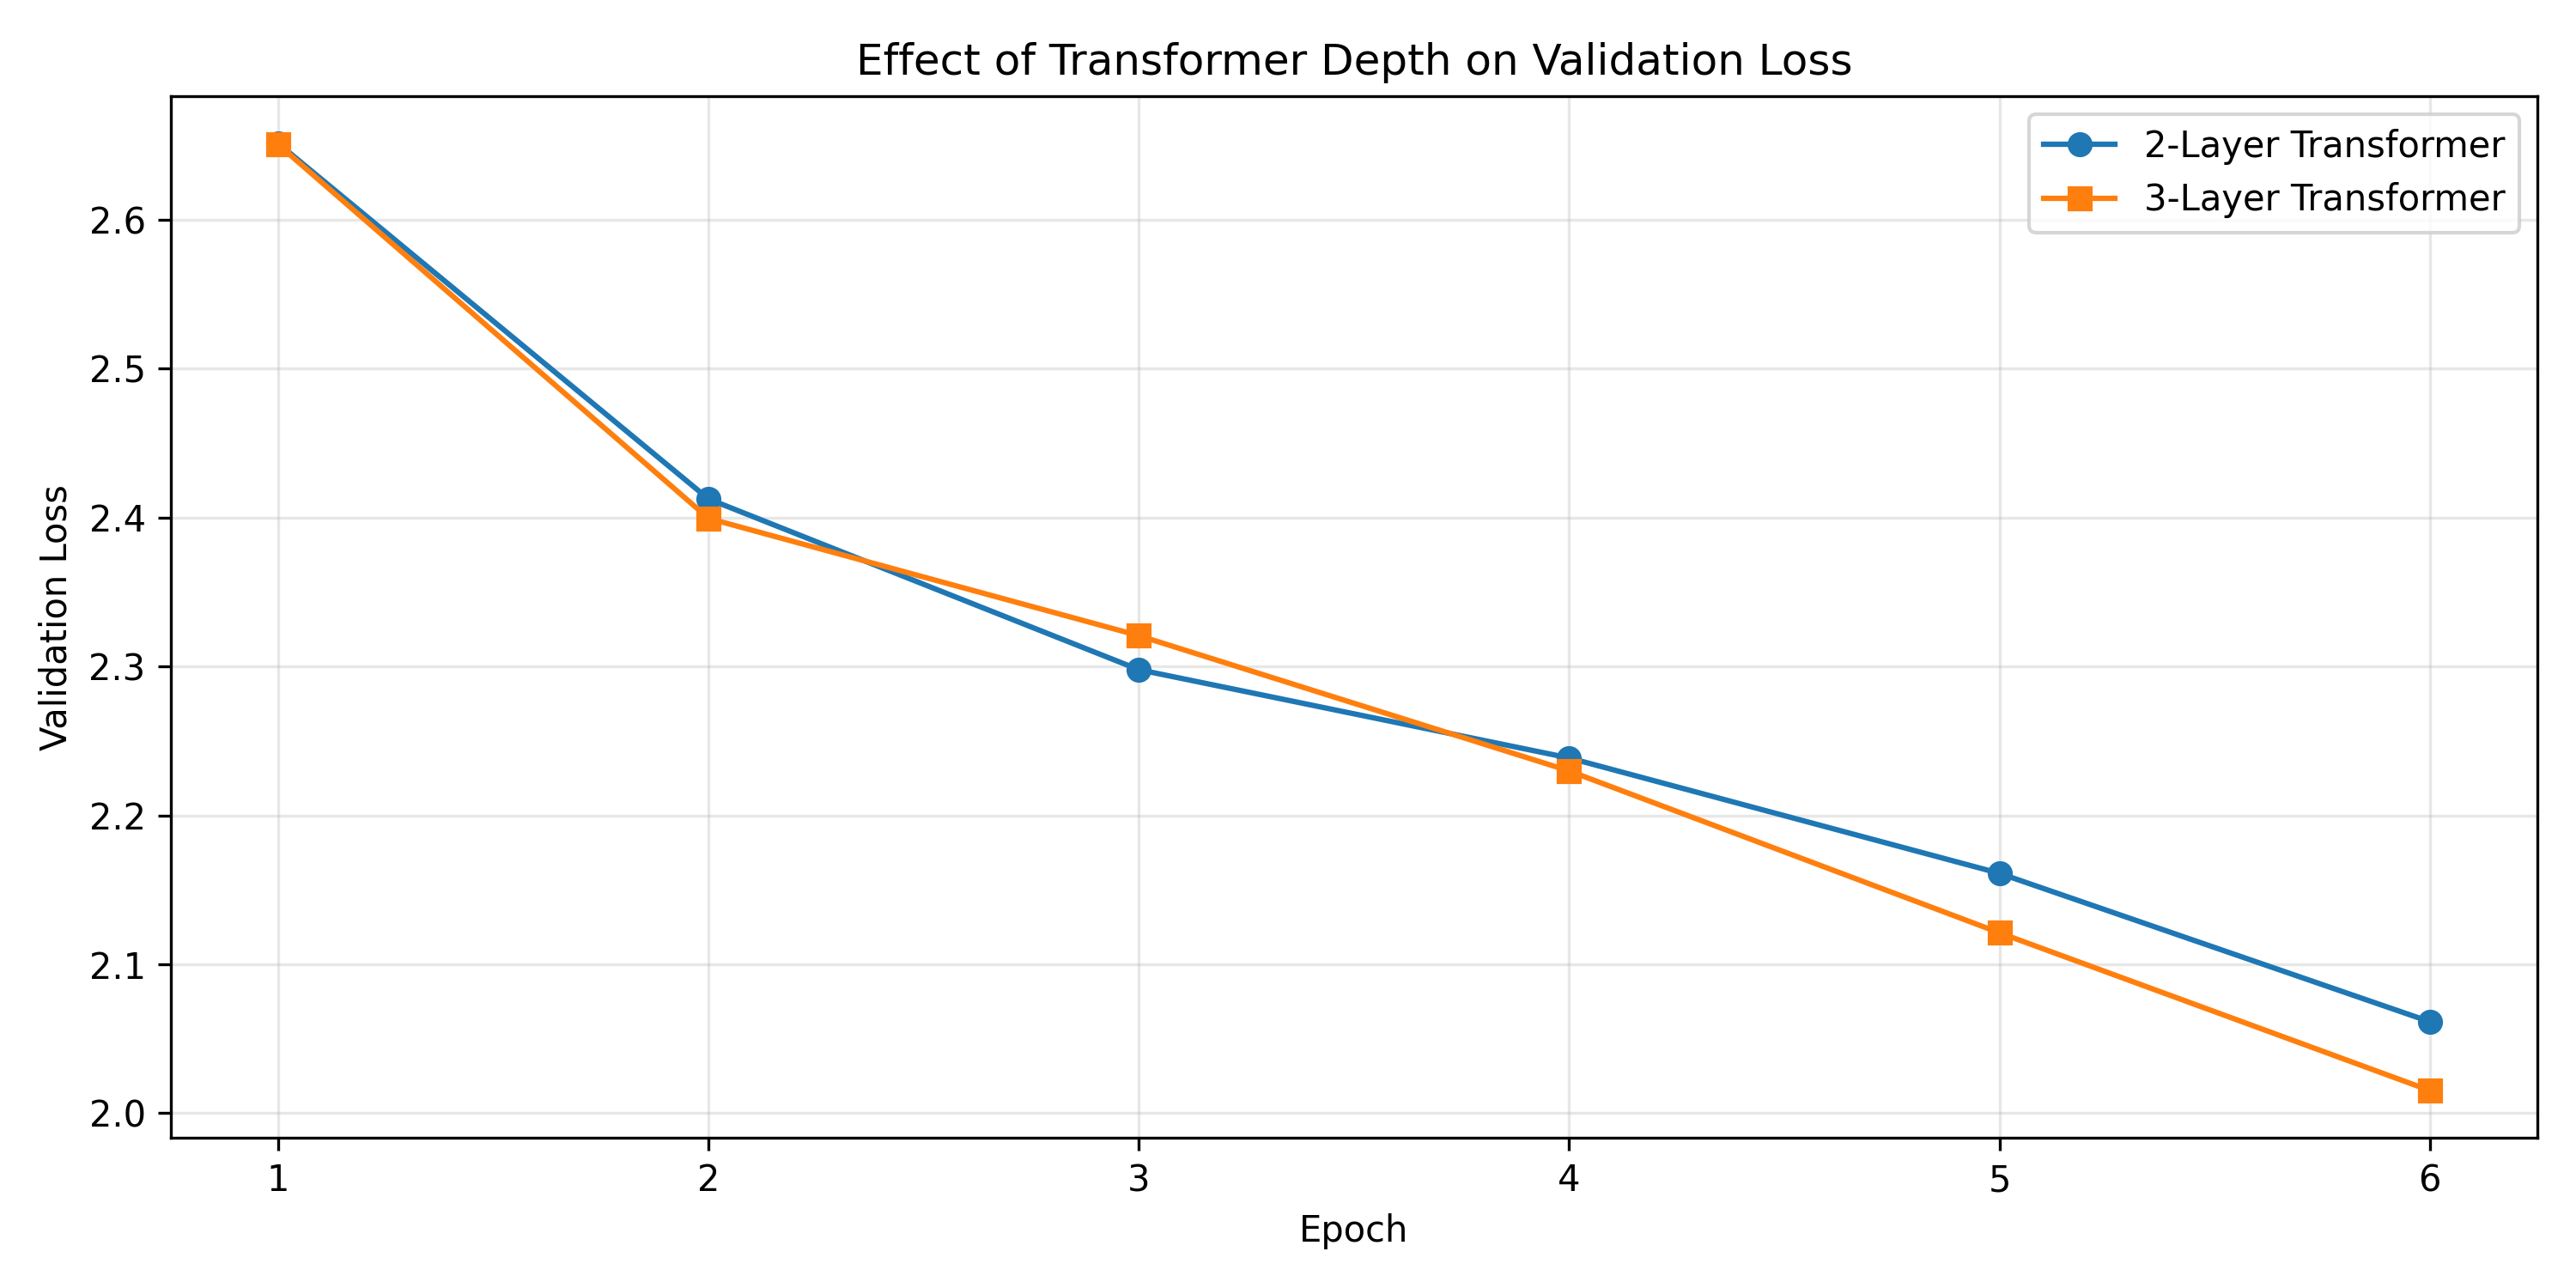 Effect of Transformer Depth on Validation Loss
2-Layer Transformer
3-Layer Transformer
Validation Loss
2.6
2.5
2.4
2.3
2.2
2.1
2.0
1 2 3 4 5 6
Epoch